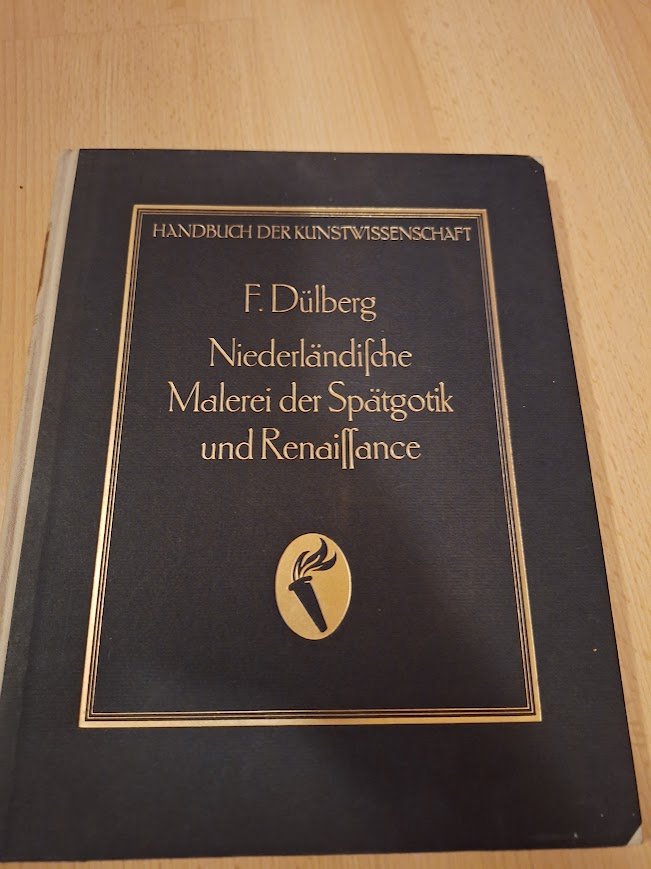 HANDBUCH DER KUNSTWISSENSCHAFT
F. Dülberg
Niederländiſche
Malerei der Spätgotik
und Renaiſſance